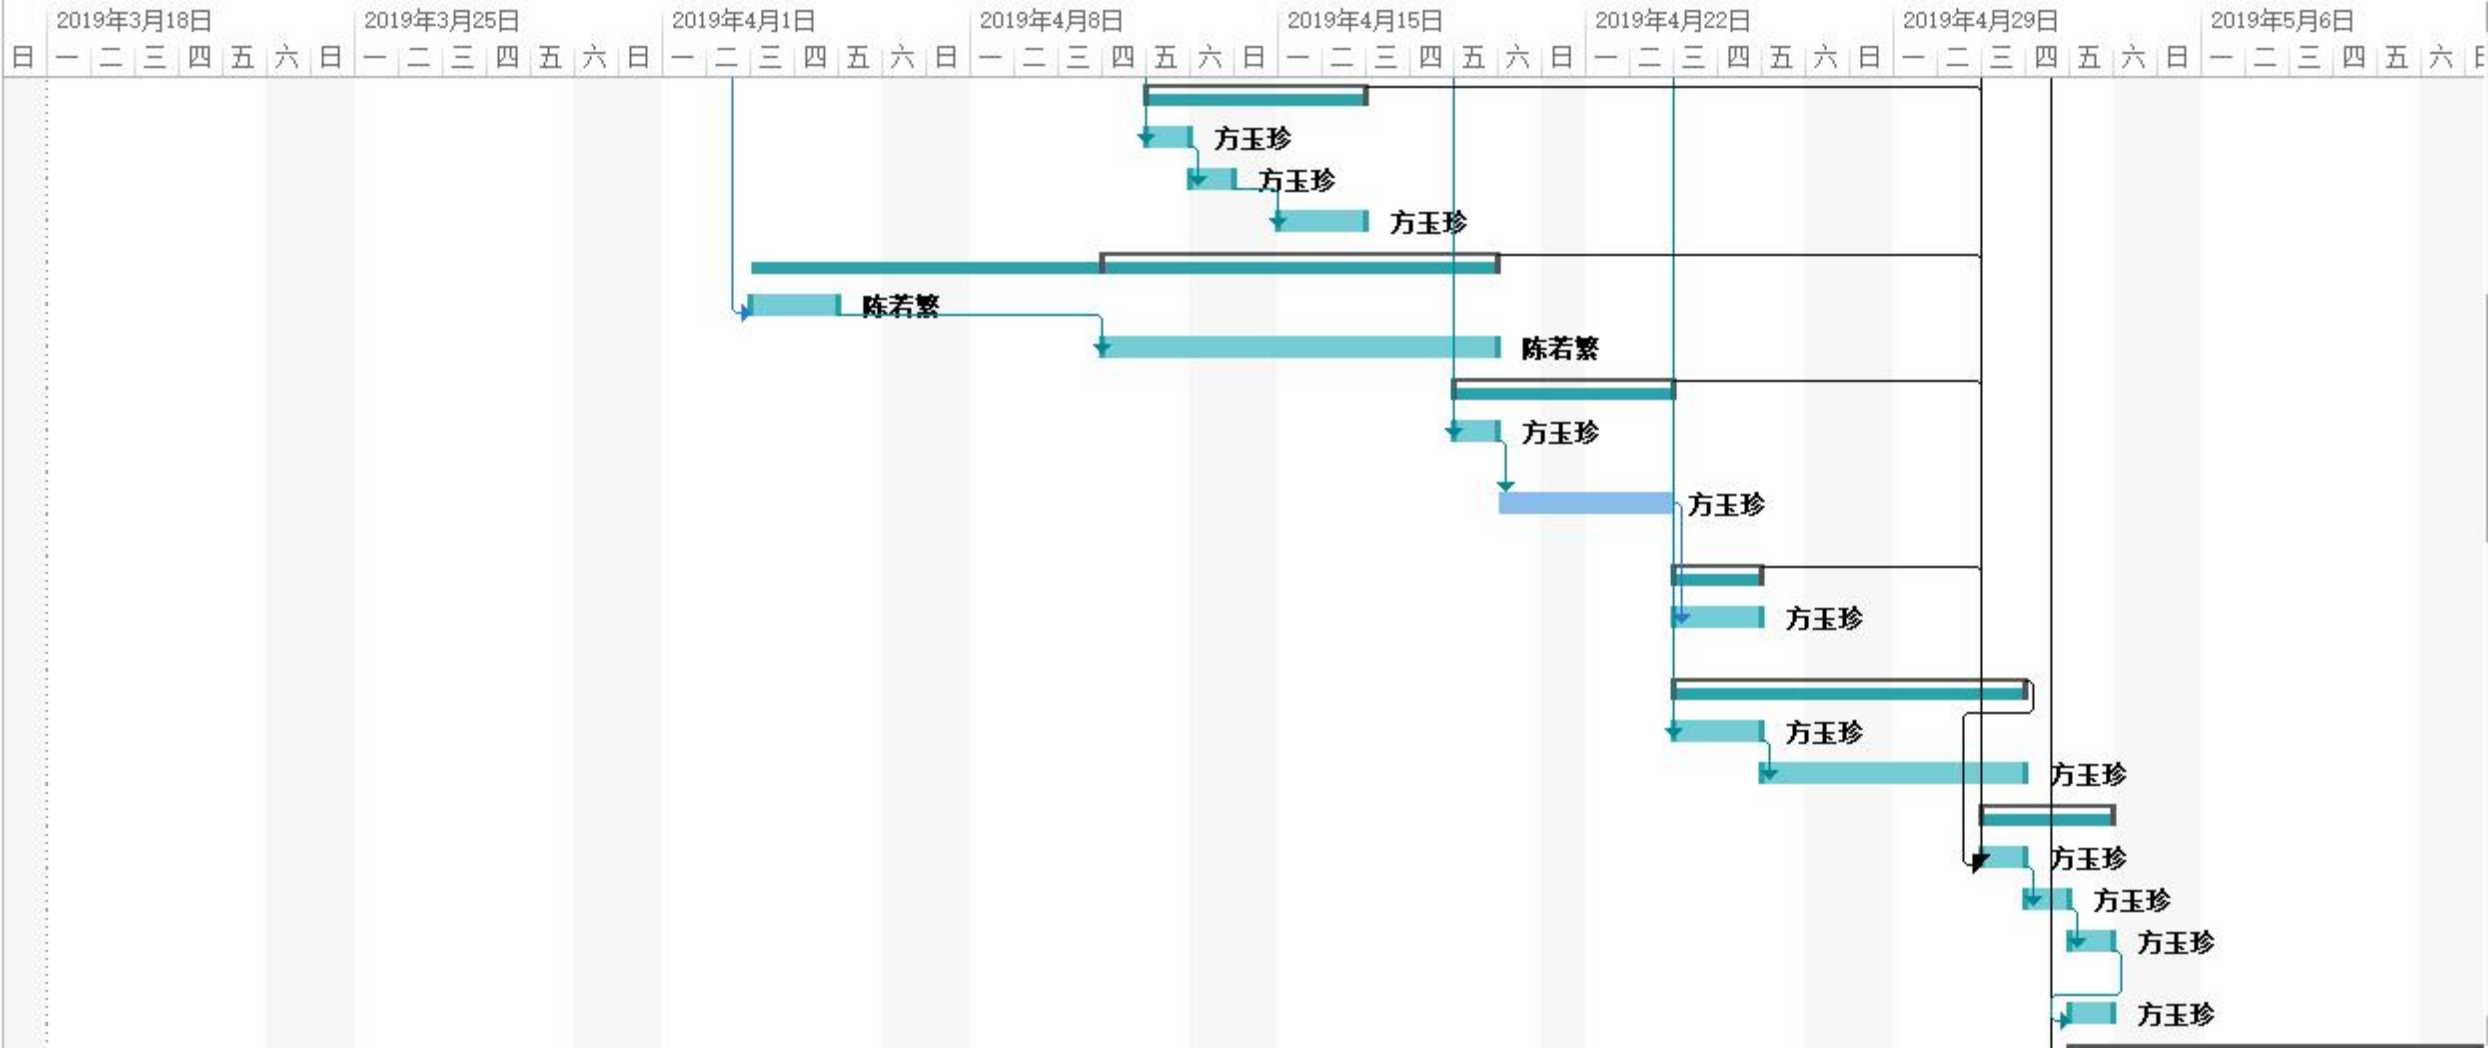 2019年3月18日 2019年3月25日 2019年4月1日 2019年4月8日 2019年4月15日 2019年4月22日 2019年4月29日 2019年5月6日
日 一 二 三 四 五 六 日 一 二 三 四 五 六 日 一 二 三 四 五 六 日 一 二 三 四 五 六 日 一 二 三 四 五 六 日 一 二 三 四 五 六 日 一 二 三 四 五 六 日 一 二 三 四 五 六
方玉珍
方玉珍
方玉珍
陈若繁
陈若繁
方玉珍
方玉珍
方玉珍
方玉珍
方玉珍
方玉珍
方玉珍
方玉珍
方玉珍